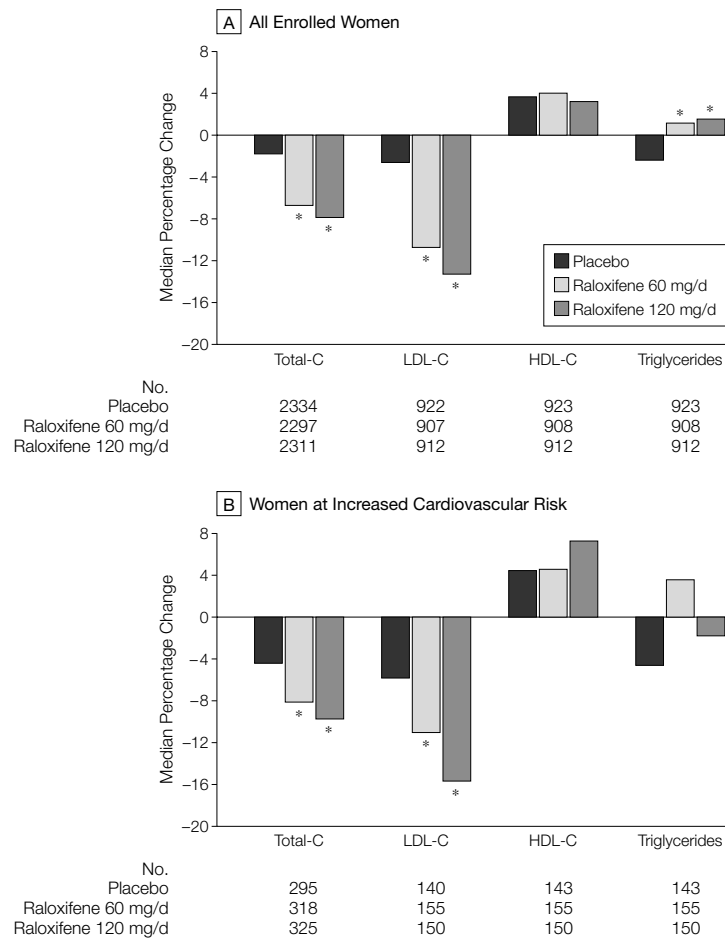 A All Enrolled Women
8
4
0
−4
−8
−12
−16
−20
Median Percentage Change
* * * * * *
Placebo
Raloxifene 60 mg/d
Raloxifene 120 mg/d
Total-C LDL-C HDL-C Triglycerides
No.
Placebo 2334 922 923 923
Raloxifene 60 mg/d 2297 907 908 908
Raloxifene 120 mg/d 2311 912 912 912
B Women at Increased Cardiovascular Risk
8
4
0
−4
−8
−12
−16
−20
Median Percentage Change
* * * *
Total-C LDL-C HDL-C Triglycerides
No.
Placebo 295 140 143 143
Raloxifene 60 mg/d 318 155 155 155
Raloxifene 120 mg/d 325 150 150 150